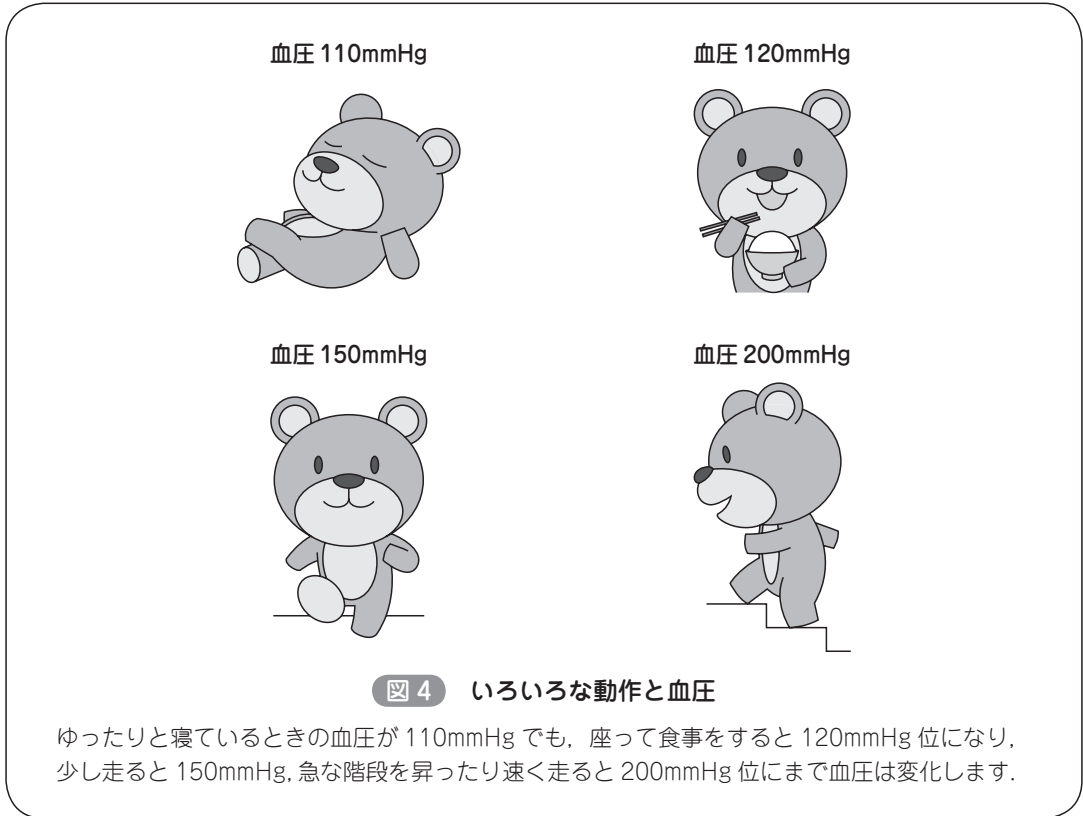 血圧 110mmHg
血圧 120mmHg
血圧 150mmHg
血圧 200mmHg
図 4 いろいろな動作と血圧
ゆったりと寝ているときの血圧が 110mmHg でも，座って食事をすると 120mmHg 位になり，
少し走ると 150mmHg, 急な階段を昇ったり速く走ると 200mmHg 位にまで血圧は変化します．